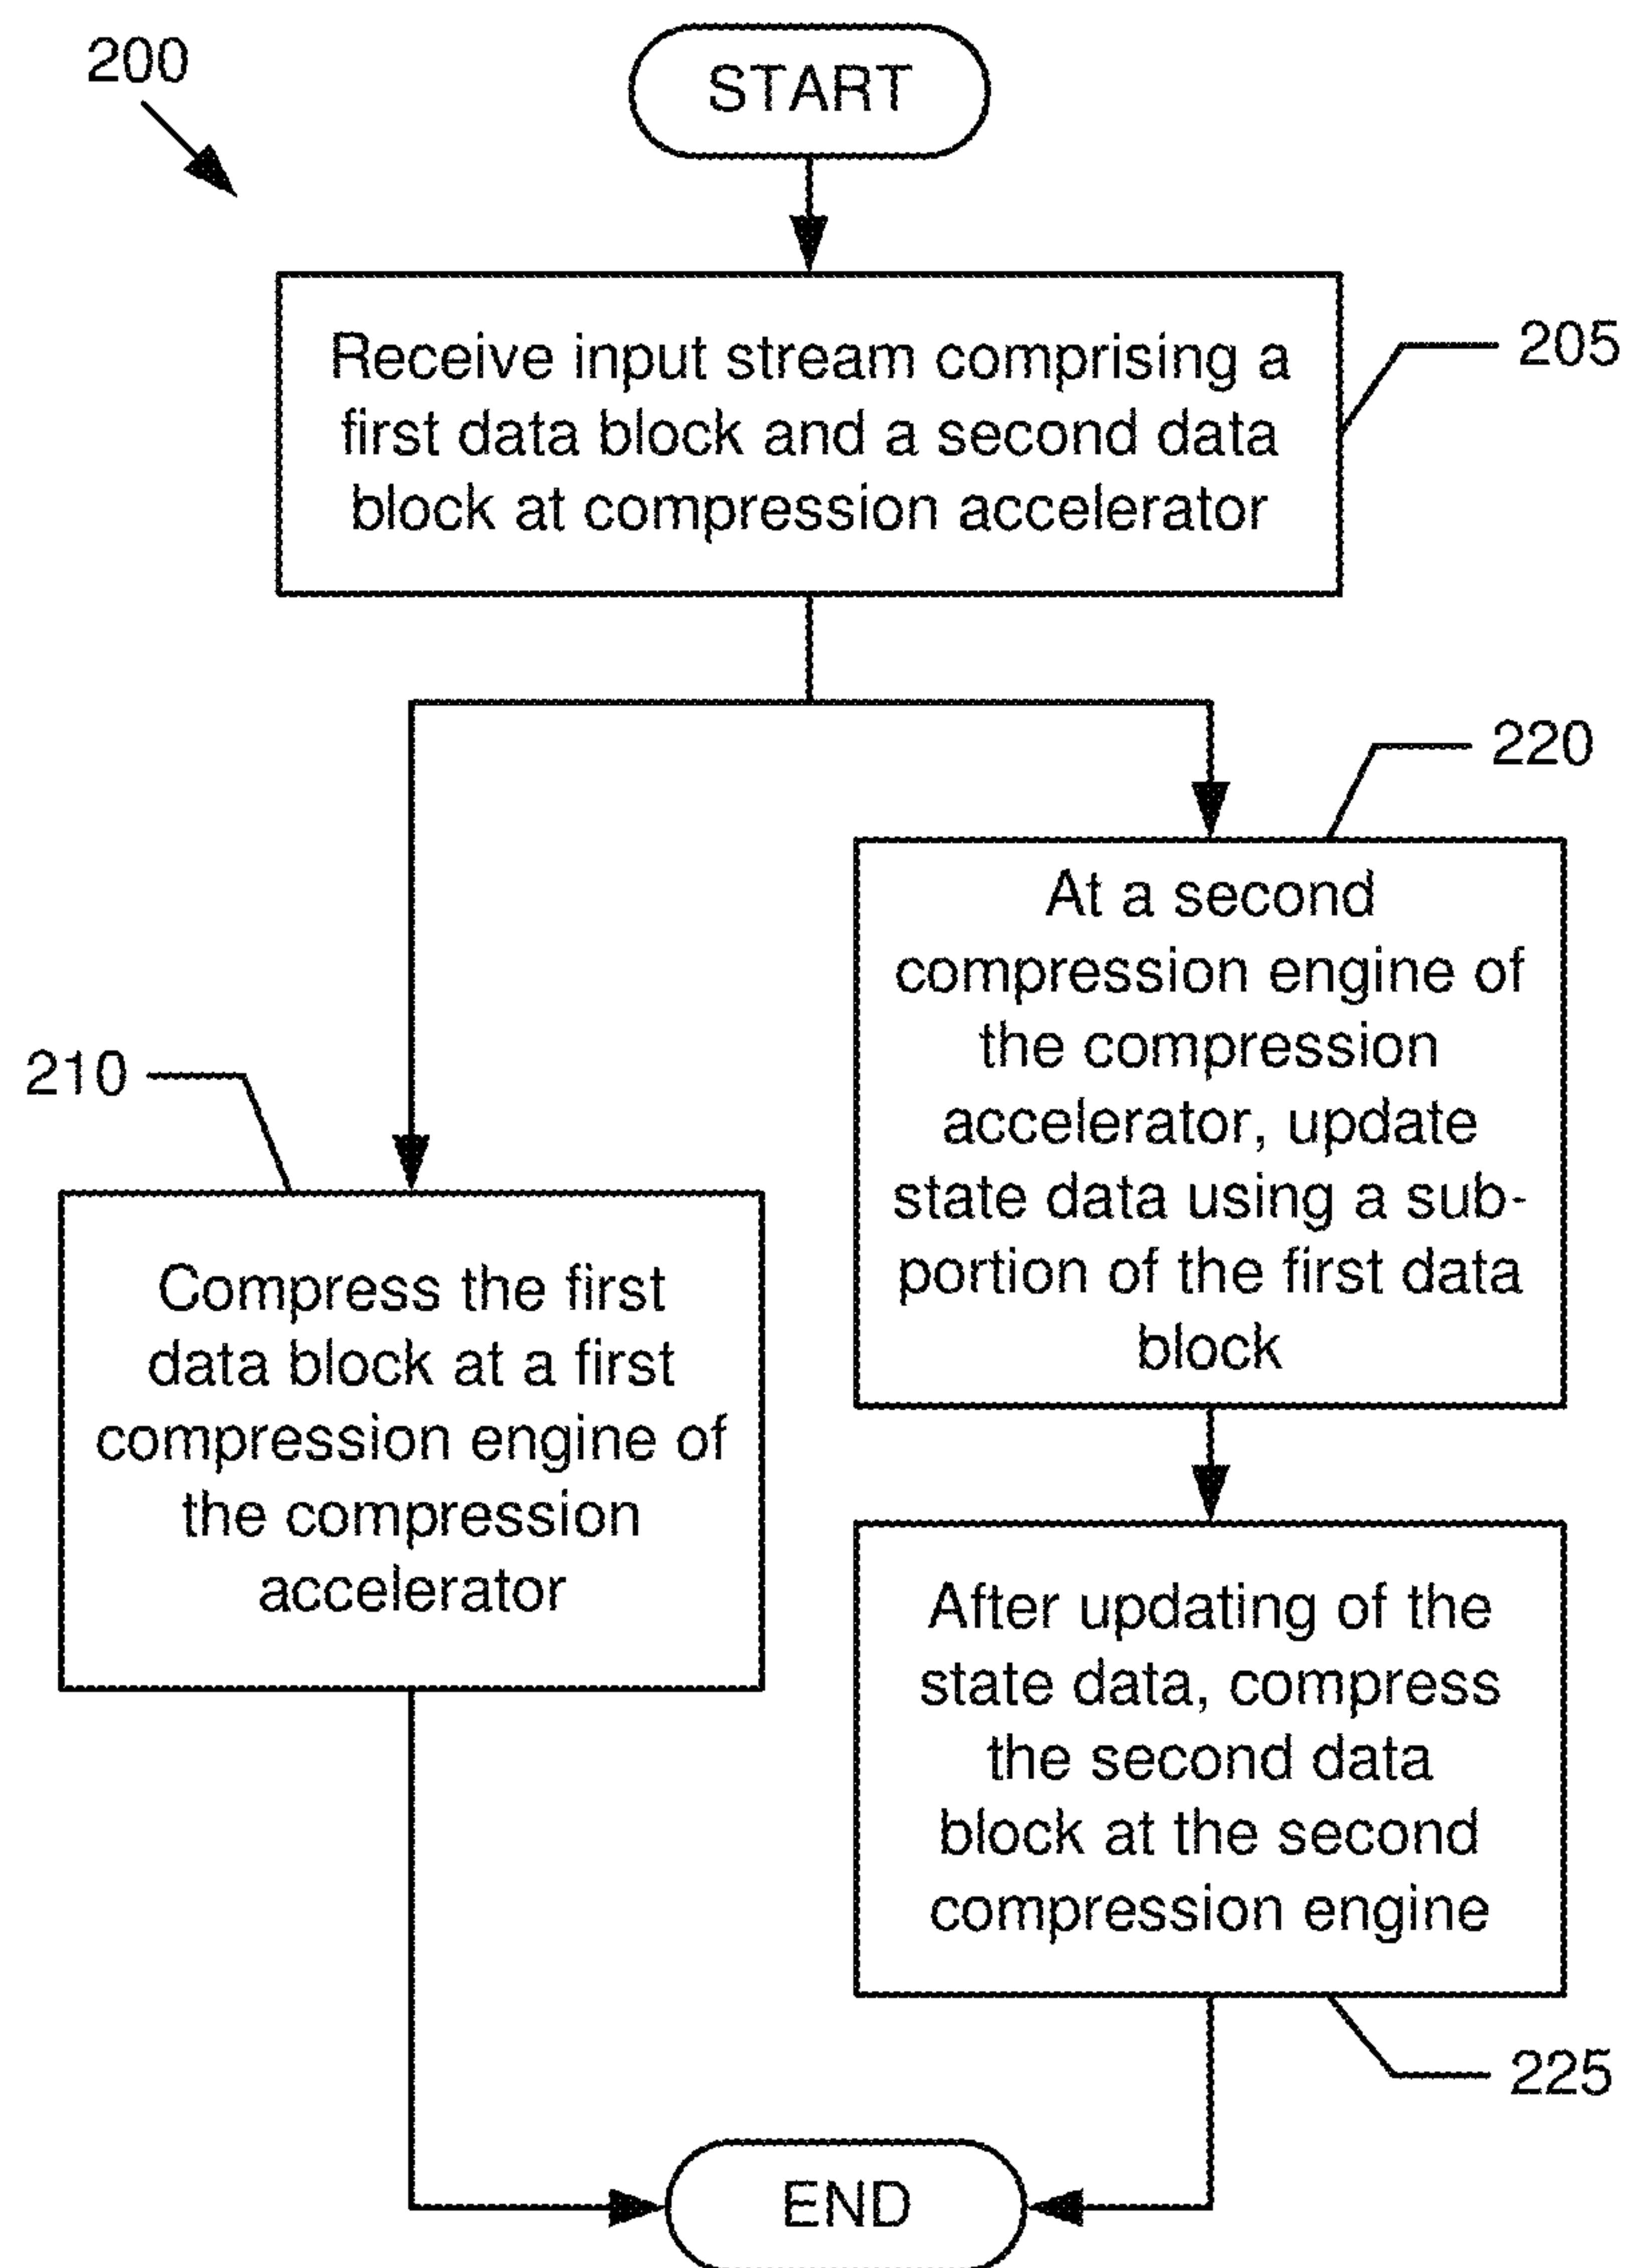 200
START
Receive input stream comprising a
first data block and a second data
block at compression accelerator
205
220
At a second
compression engine of
the compression
accelerator, update
state data using a sub-
portion of the first data
block
210
Compress the first
data block at a first
compression engine of
the compression
accelerator
After updating of the
state data, compress
the second data
block at the second
compression engine
225
END